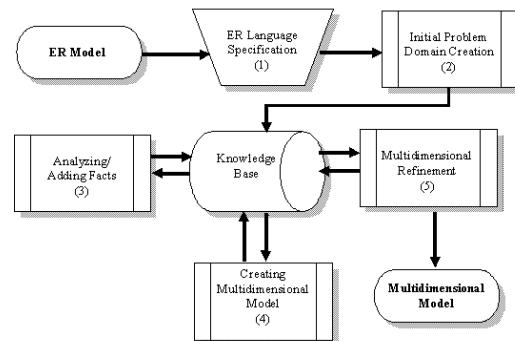 ER Model
ER Language
Specification
(1)
Initial Problem
Domain Creation
(2)
Analyzing/
Adding Facts
(3)
Knowledge
Base
Multidimensional
Refinement
(5)
Creating
Multidimensional
Model
(4)
Multidimensional
Model